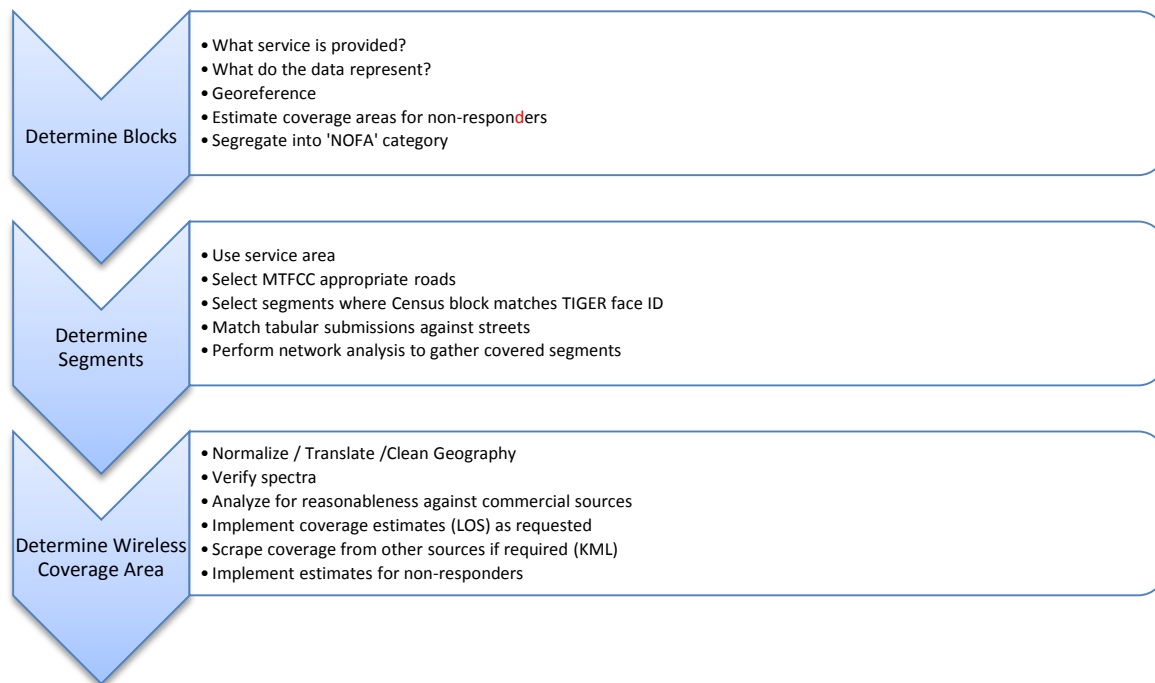 Determine Blocks
• What service is provided?
• What do the data represent?
• Georeference
• Estimate coverage areas for non-responders
• Segregate into 'NOFA' category
Determine
Segments
• Use service area
• Select MTFCC appropriate roads
• Select segments where Census block matches TIGER face ID
• Match tabular submissions against streets
• Perform network analysis to gather covered segments
Determine Wireless
Coverage Area
• Normalize / Translate /Clean Geography
• Verify spectra
• Analyze for reasonableness against commercial sources
• Implement coverage estimates (LOS) as requested
• Scrape coverage from other sources if required (KML)
• Implement estimates for non-responders